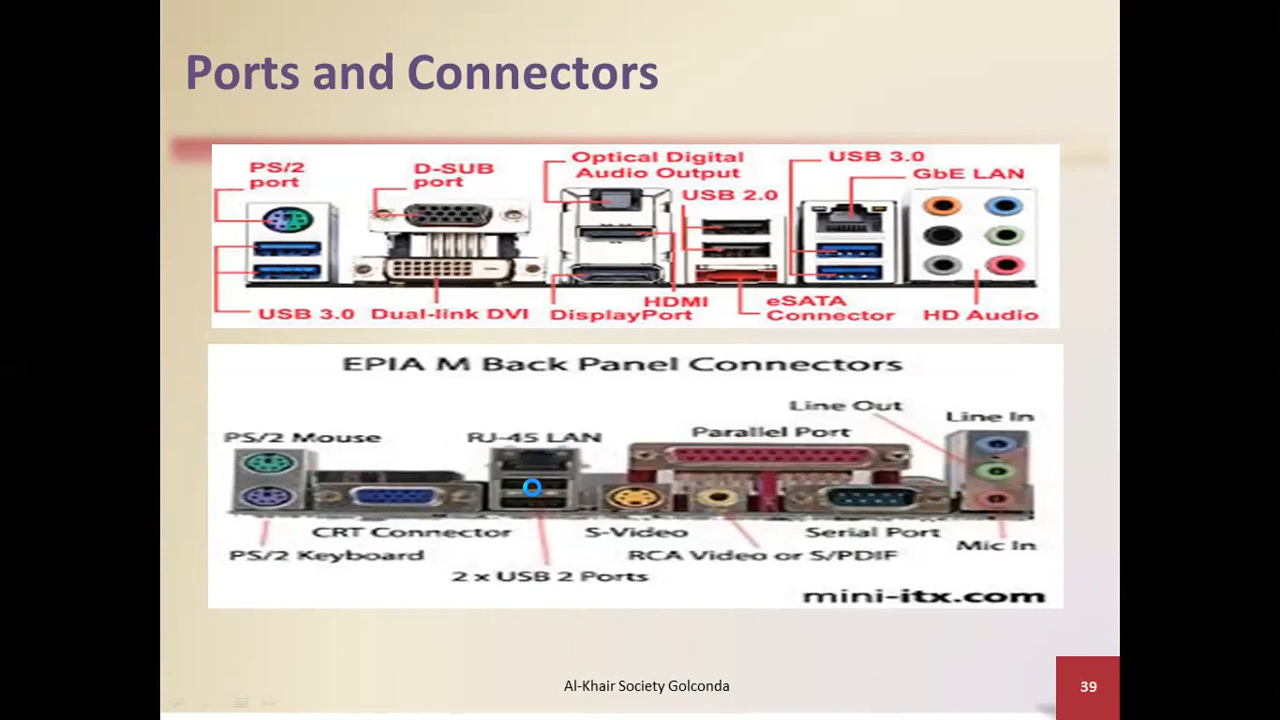 Ports and Connectors
PS/2
port
D-SUB
port
Optical Digital
Audio Output
USB 2.0
USB 3.0
GbE LAN
USB 3.0
Dual-link DVI
DisplayPort
HDMI
eSATA
Connector
HD Audio
EPIA M Back Panel Connectors
Line Out
Line In
PS/2 Mouse
RJ-45 LAN
Parallel Port
CRT Connector
S-Video
Serial Port
Mic In
PS/2 Keyboard
RCA Video or S/PDIF
2 x USB 2 Ports
mini-itx.com
Al-Khair Society Golconda
39